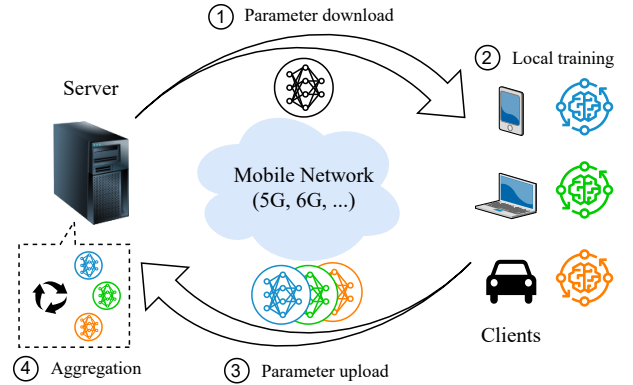 1 Parameter download
2 Local training
Server
Mobile Network
(5G, 6G, ...)
Clients
4 Aggregation
3 Parameter upload